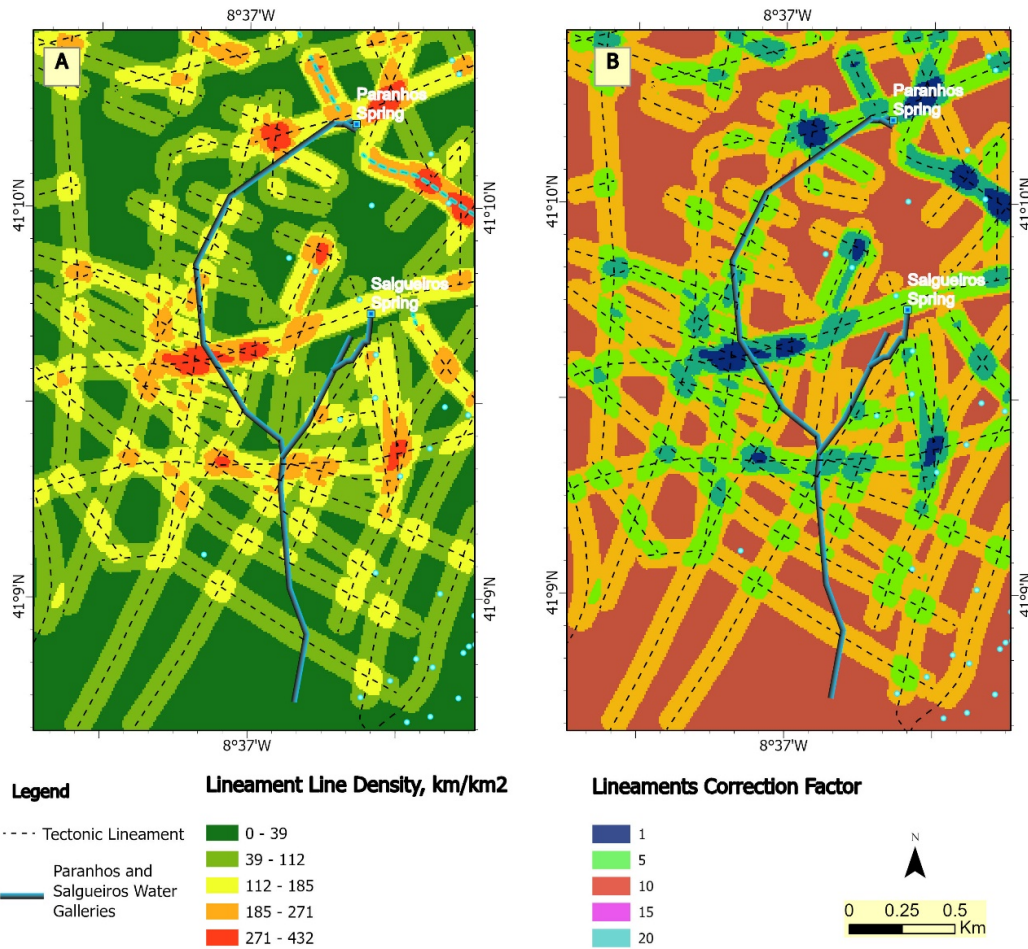 8°37'W
8°37'W
A
Paranhos
Spring
Salgueiros
Spring
41°10'N
41°9'N
41°10'N
41°9'N
8°37'W
B
Paranhos
Spring
Salgueiros
Spring
41°10'N
41°9'N
41°10'N
41°9'N
8°37'W
Legend
Tectonic Lineament
Paranhos and
Salgueiros Water
Galleries
Lineament Line Density, km/km2
0 - 39
39 - 112
112 - 185
185 - 271
271 - 432
Lineaments Correction Factor
1
5
10
15
20
N
0 0.25 0.5
Km